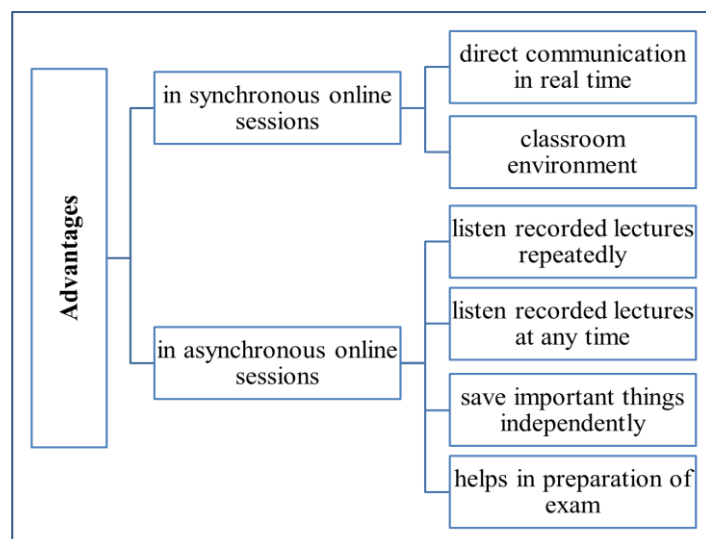 Advantages
in synchronous online
sessions
direct communication
in real time
classroom
environment
in asynchronous online
sessions
listen recorded lectures
repeatedly
listen recorded lectures
at any time
save important things
independently
helps in preparation of
exam